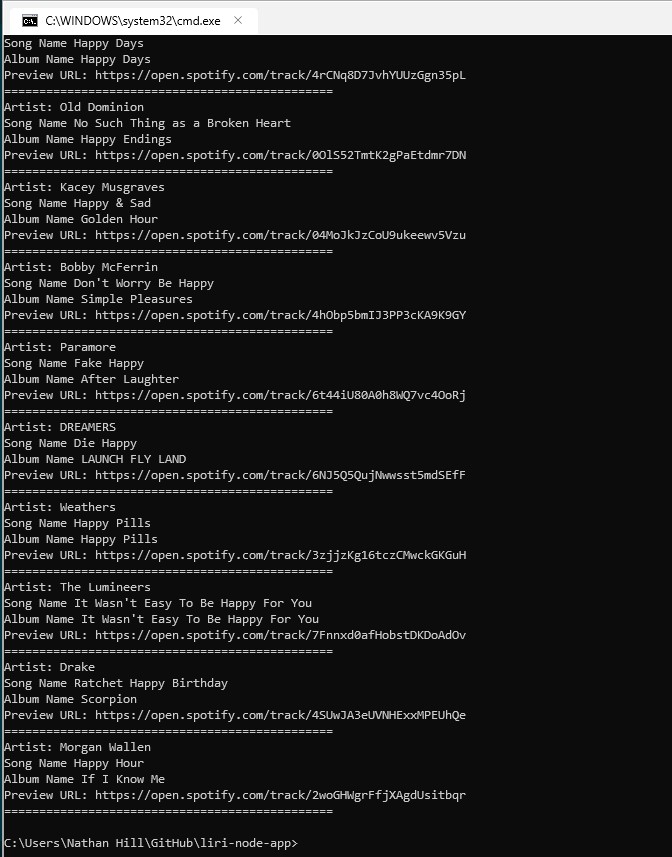 C:\WINDOWS\system32\cmd.exe
Song Name Happy Days
Album Name Happy Days
Preview URL: https://open.spotify.com/track/4rCNq8D7JvhYUUzGgn35pL
===============================================
Artist: Old Dominion
Song Name No Such Thing as a Broken Heart
Album Name Happy Endings
Preview URL: https://open.spotify.com/track/0OlS52TmtK2gPaEtdmr7DN
===============================================
Artist: Kacey Musgraves
Song Name Happy & Sad
Album Name Golden Hour
Preview URL: https://open.spotify.com/track/04MoJkJzCoU9ukeewv5Vzu
===============================================
Artist: Bobby McFerrin
Song Name Don't Worry Be Happy
Album Name Simple Pleasures
Preview URL: https://open.spotify.com/track/4hObp5bmIJ3PP3cKA9K9GY
===============================================
Artist: Paramore
Song Name Fake Happy
Album Name After Laughter
Preview URL: https://open.spotify.com/track/6t44iU80A0h8WQ7vc4OoRj
===============================================
Artist: DREAMERS
Song Name Die Happy
Album Name LAUNCH FLY LAND
Preview URL: https://open.spotify.com/track/6NJ5Q5QujNwwsst5mdSEfF
===============================================
Artist: Weathers
Song Name Happy Pills
Album Name Happy Pills
Preview URL: https://open.spotify.com/track/3zjjzKg16tczCMwckGKGuH
===============================================
Artist: The Lumineers
Song Name It Wasn't Easy To Be Happy For You
Album Name It Wasn't Easy To Be Happy For You
Preview URL: https://open.spotify.com/track/7Fnnxd0afHobstDKDoAdOv
===============================================
Artist: Drake
Song Name Ratchet Happy Birthday
Album Name Scorpion
Preview URL: https://open.spotify.com/track/4SUwJA3eUVNHExxMPEUhQe
===============================================
Artist: Morgan Wallen
Song Name Happy Hour
Album Name If I Know Me
Preview URL: https://open.spotify.com/track/2woGHWgrFfjXAgdUsitbqr
===============================================
C:\Users\Nathan Hill\GitHub\liri-node-app>